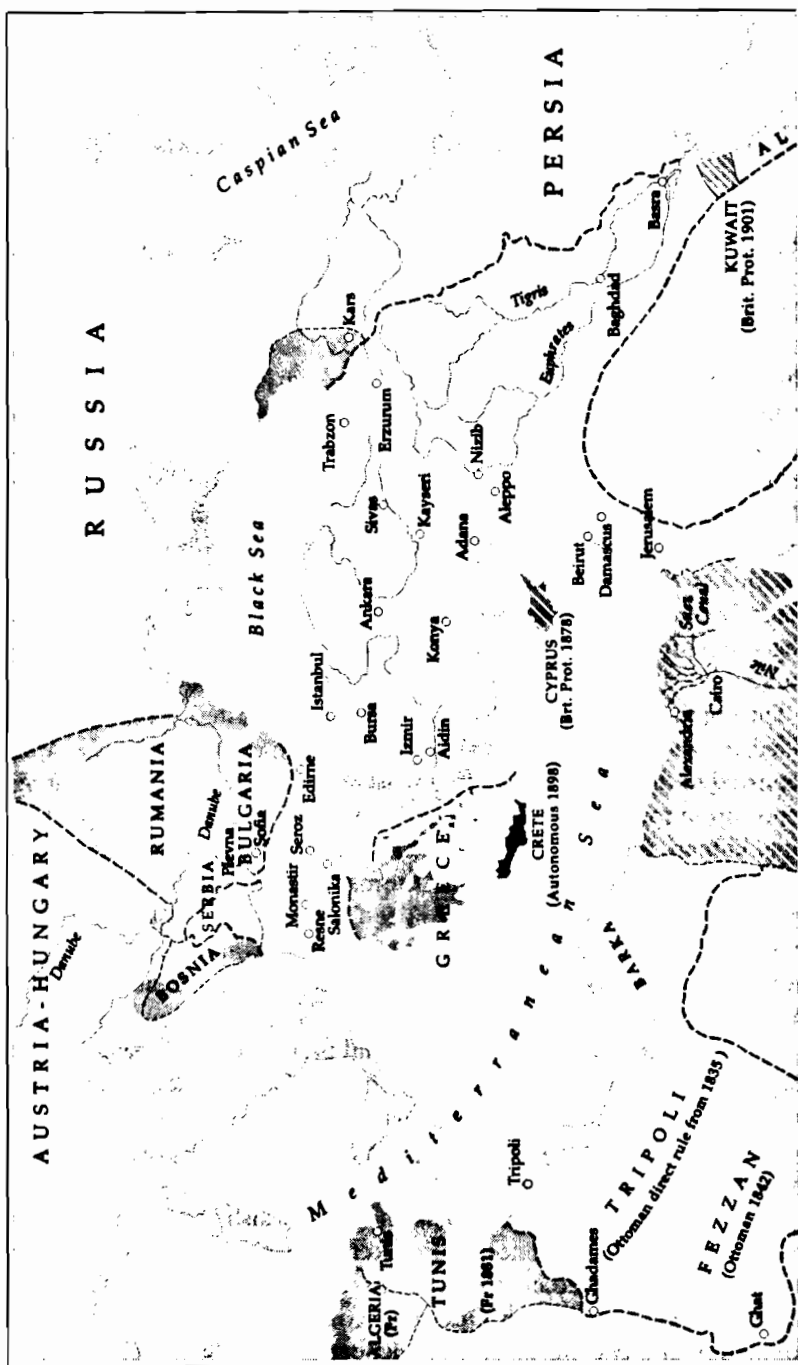 AUSTRIA-HUNGARY
RUSSIA
Danube
Caspian Sea
RUMANIA
BOSNIA
SERBIA
Danube
Plevna
BULGARIA
Sofia
Black Sea
Monastir
Seroz
Edirne
Resne
Salonika
Istanbul
Bursa
Ankara
Sivas
Trabzon
Kars
Erzurum
PERSIA
Kayseri
Konya
Izmir
Aidin
Adana
Nizib
Aleppo
Tigris
Euphrates
GREECE
Mediterranean Sea
ALGERIA
(Fr)
Tunis
TUNIS
(Fr 1881)
CRETE
(Autonomous 1898)
CYPRUS
(Brt. Prot. 1878)
Beirut
Damascus
Jerusalem
Baghdad
Basra
KUWAIT
(Brit. Prot. 1901)
AL
Tripoli
Ghadames
TRIPOLI
(Ottoman direct rule from 1835)
BARKA
Alexandria
Cairo
Suez
Canal
Nile
FEZZAN
(Ottoman 1842)
Ghat